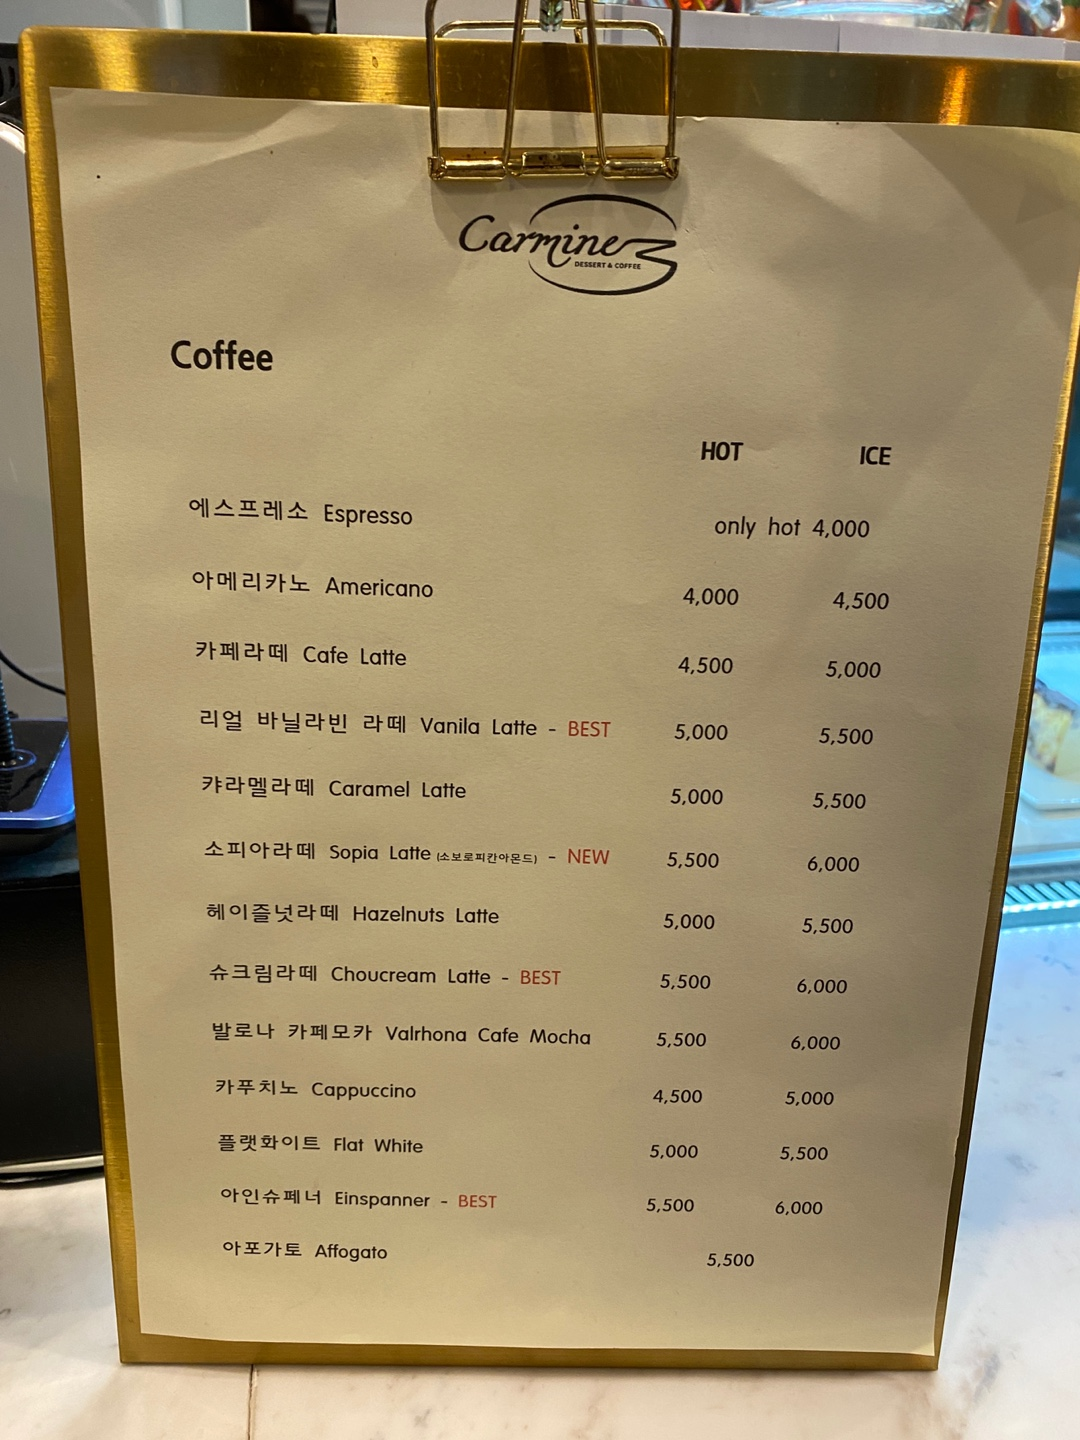 Carmine
DESSERT & COFFEE
Coffee
HOT ICE
에스프레소 Espresso only hot 4,000
아메리카노 Americano 4,000 4,500
카페라떼 Cafe Latte 4,500 5,000
리얼 바닐라빈 라떼 Vanila Latte - BEST 5,000 5,500
캬라멜라떼 Caramel Latte 5,000 5,500
소피아라떼 Sopia Latte (소보로피칸아몬드) - NEW 5,500 6,000
헤이즐넛라떼 Hazelnuts Latte 5,000 5,500
슈크림라떼 Choucream Latte - BEST 5,500 6,000
발로나 카페모카 Valrhona Cafe Mocha 5,500 6,000
카푸치노 Cappuccino 4,500 5,000
플랫화이트 Flat White 5,000 5,500
아인슈페너 Einspanner - BEST 5,500 6,000
아포가토 Affogato 5,500